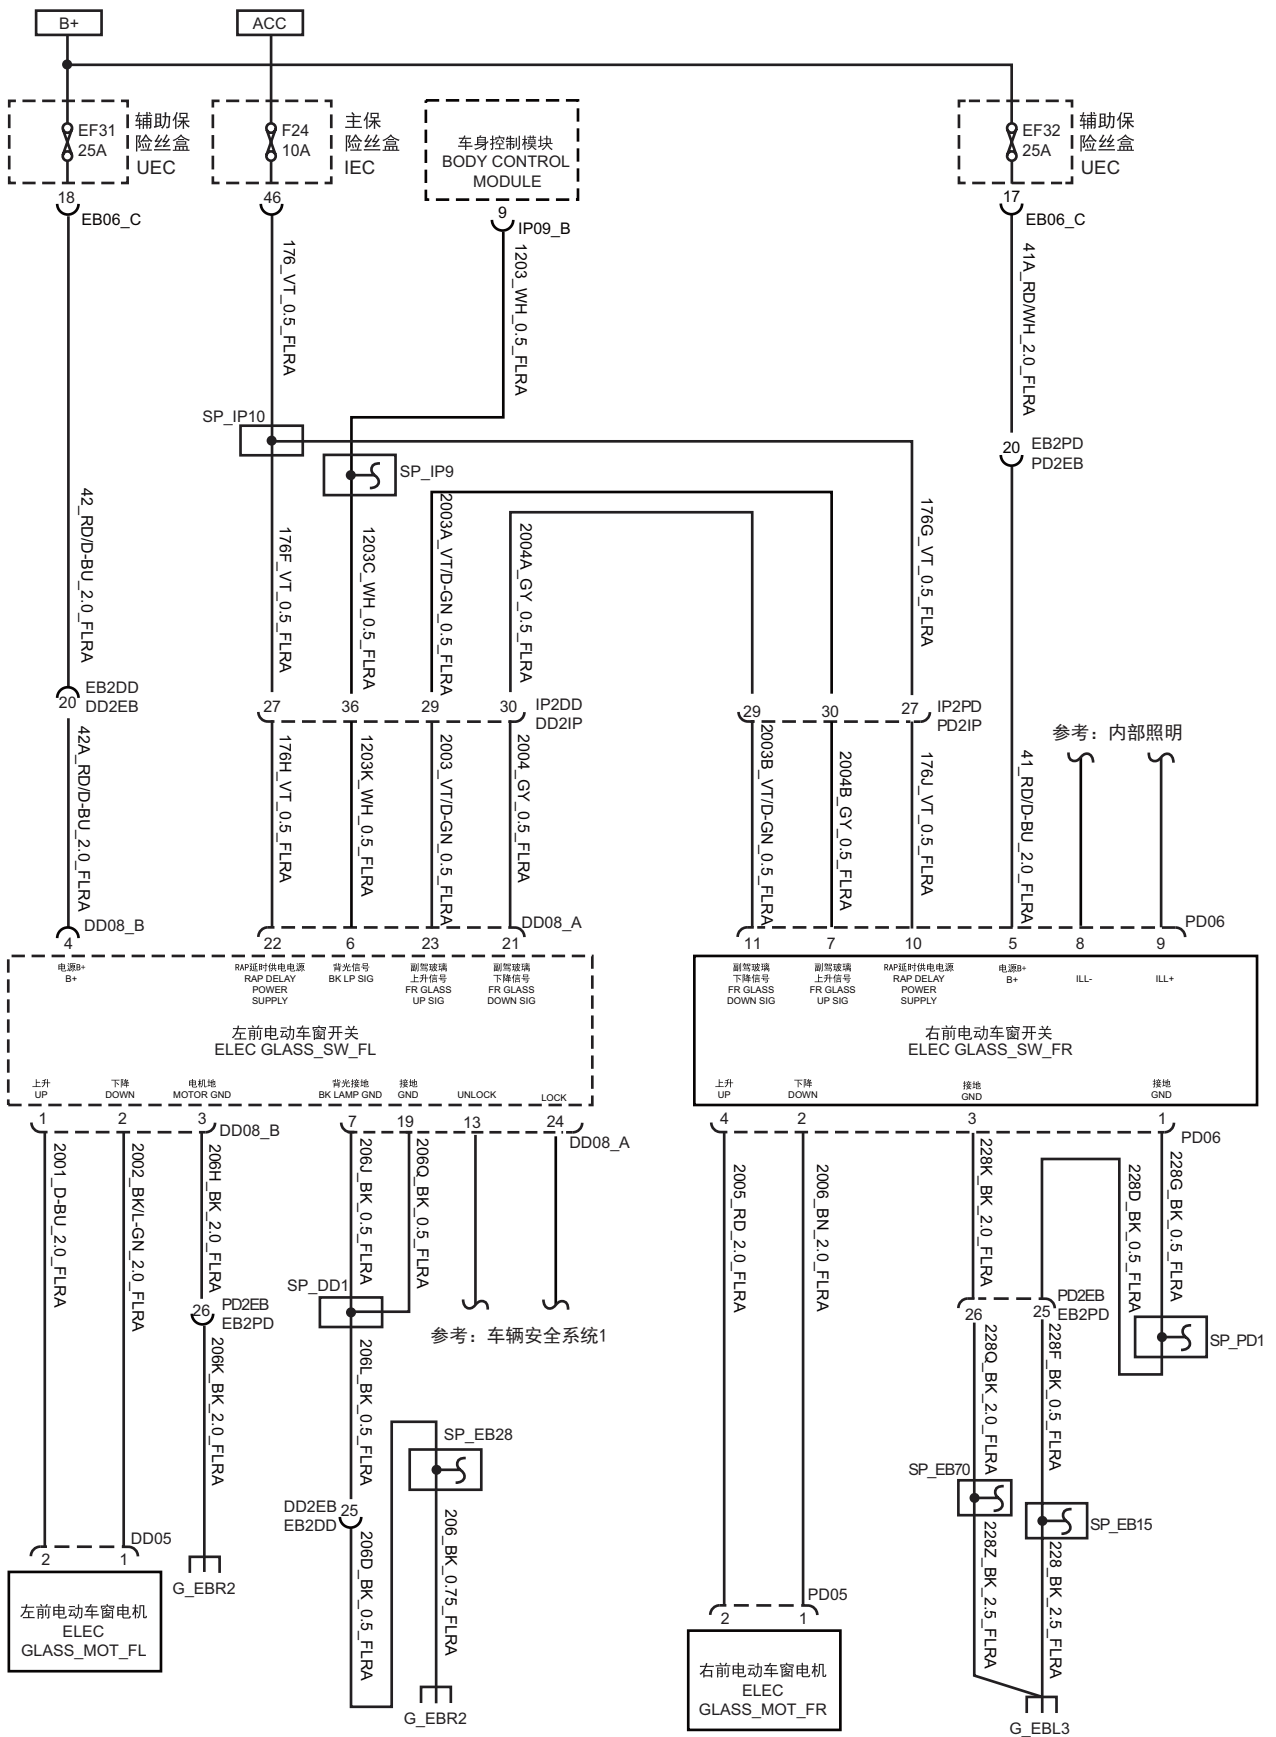 B+
ACC
EF31
25A
辅助保
险丝盒
UEC
F24
10A
主保
险丝盒
IEC
车身控制模块
BODY CONTROL
MODULE
EF32
25A
辅助保
险丝盒
UEC
18
EB06_C
46
9
IP09_B
17
EB06_C
176_VT_0.5_FLRA
1203_WH_0.5_FLRA
41A_RD/WH_2.0_FLRA
SP_IP10
SP_IP9
20
EB2PD
PD2EB
42_RD/D-BU_2.0_FLRA
176F_VT_0.5_FLRA
1203C_WH_0.5_FLRA
2003A_VT/D-GN_0.5_FLRA
2004A_GY_0.5_FLRA
176G_VT_0.5_FLRA
20
EB2DD
DD2EB
27
36
29
30
IP2DD
DD2IP
29
30
27
IP2PD
PD2IP
参考：内部照明
42A_RD/D-BU_2.0_FLRA
176H_VT_0.5_FLRA
1203K_WH_0.5_FLRA
2003_VT/D-GN_0.5_FLRA
2004_GY_0.5_FLRA
2003B_VT/D-GN_0.5_FLRA
2004B_GY_0.5_FLRA
176J_VT_0.5_FLRA
41_RD/D-BU_2.0_FLRA
4
DD08_B
22
6
23
21
DD08_A
11
7
10
5
8
9
PD06
电源B+
B+
RAP延时供电电源
RAP DELAY
POWER
SUPPLY
背光信号
BK LP SIG
副驾玻璃
上升信号
FR GLASS
UP SIG
副驾玻璃
下降信号
FR GLASS
DOWN SIG
左前电动车窗开关
ELEC GLASS_SW_FL
副驾玻璃
下降信号
FR GLASS
DOWN SIG
副驾玻璃
上升信号
FR GLASS
UP SIG
RAP延时供电电源
RAP DELAY
POWER
SUPPLY
电源B+
B+
ILL-
ILL+
右前电动车窗开关
ELEC GLASS_SW_FR
上升
UP
下降
DOWN
电机地
MOTOR GND
背光接地
BK LAMP GND
接地
GND
UNLOCK
LOCK
上升
UP
下降
DOWN
接地
GND
接地
GND
1
2
3
DD08_B
7
19
13
24
DD08_A
4
2
3
1
PD06
2001_D-BU_2.0_FLRA
2002_BK/L-GN_2.0_FLRA
206H_BK_2.0_FLRA
206J_BK_0.5_FLRA
206Q_BK_0.5_FLRA
2005_RD_2.0_FLRA
2006_BN_2.0_FLRA
228K_BK_2.0_FLRA
228D_BK_0.5_FLRA
228G_BK_0.5_FLRA
SP_DD1
26
PD2EB
EB2PD
参考：车辆安全系统1
26
25
PD2EB
EB2PD
SP_PD1
206K_BK_2.0_FLRA
206L_BK_0.5_FLRA
228Q_BK_2.0_FLRA
228F_BK_0.5_FLRA
SP_EB28
SP_EB70
SP_EB15
DD2EB
EB2DD
25
206D_BK_0.5_FLRA
206_BK_0.75_FLRA
228Z_BK_2.5_FLRA
228_BK_2.5_FLRA
DD05
2
1
G_EBR2
左前电动车窗电机
ELEC
GLASS_MOT_FL
PD05
2
1
右前电动车窗电机
ELEC
GLASS_MOT_FR
G_EBR2
G_EBL3